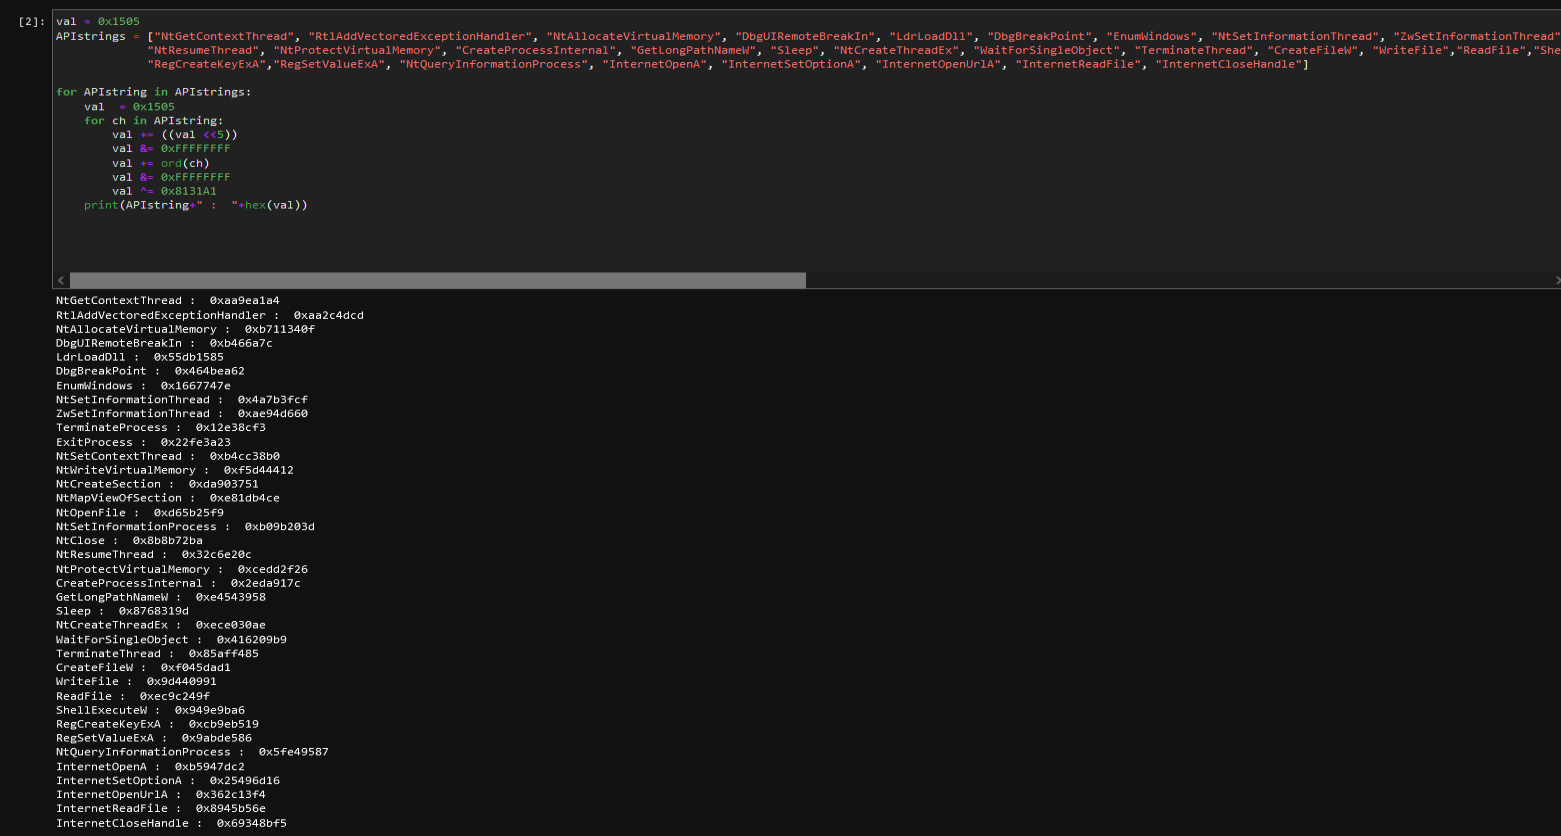 [2]: val = 0x1505
APIstrings = ["NtGetContextThread", "RtlAddVectoredExceptionHandler", "NtAllocateVirtualMemory", "DbgUIRemoteBreakIn", "LdrLoadDll", "DbgBreakPoint", "EnumWindows", "NtSetInformationThread", "ZwSetInformationThread"
"NtResumeThread", "NtProtectVirtualMemory", "CreateProcessInternal", "GetLongPathNameW", "Sleep", "NtCreateThreadEx", "WaitForSingleObject", "TerminateThread", "CreateFileW", "WriteFile","ReadFile","She
"RegCreateKeyExA","RegSetValueExA", "NtQueryInformationProcess", "InternetOpenA", "InternetSetOptionA", "InternetOpenUrlA", "InternetReadFile", "InternetCloseHandle"]
for APIstring in APIstrings:
val  = 0x1505
for ch in APIstring:
val += ((val <<5))
val &= 0xFFFFFFFF
val += ord(ch)
val &= 0xFFFFFFFF
val ^= 0x8131A1
print(APIstring+" :  "+hex(val))
NtGetContextThread :  0xaa9ea1a4
RtlAddVectoredExceptionHandler :  0xaa2c4dcd
NtAllocateVirtualMemory :  0xb711340f
DbgUIRemoteBreakIn :  0xb466a7c
LdrLoadDll :  0x55db1585
DbgBreakPoint :  0x464bea62
EnumWindows :  0x1667747e
NtSetInformationThread :  0x4a7b3fcf
ZwSetInformationThread :  0xae94d660
TerminateProcess :  0x12e38cf3
ExitProcess :  0x22fe3a23
NtSetContextThread :  0xb4cc38b0
NtWriteVirtualMemory :  0xf5d44412
NtCreateSection :  0xda903751
NtMapViewOfSection :  0xe81db4ce
NtOpenFile :  0xd65b25f9
NtSetInformationProcess :  0xb09b203d
NtClose :  0x8b8b72ba
NtResumeThread :  0x32c6e20c
NtProtectVirtualMemory :  0xcedd2f26
CreateProcessInternal :  0x2eda917c
GetLongPathNameW :  0xe4543958
Sleep :  0x8768319d
NtCreateThreadEx :  0xece030ae
WaitForSingleObject :  0x416209b9
TerminateThread :  0x85aff485
CreateFileW :  0xf045dad1
WriteFile :  0x9d440991
ReadFile :  0xec9c249f
ShellExecuteW :  0x949e9ba6
RegCreateKeyExA :  0xcb9eb519
RegSetValueExA :  0x9abde586
NtQueryInformationProcess :  0x5fe49587
InternetOpenA :  0xb5947dc2
InternetSetOptionA :  0x25496d16
InternetOpenUrlA :  0x362c13f4
InternetReadFile :  0x8945b56e
InternetCloseHandle :  0x69348bf5